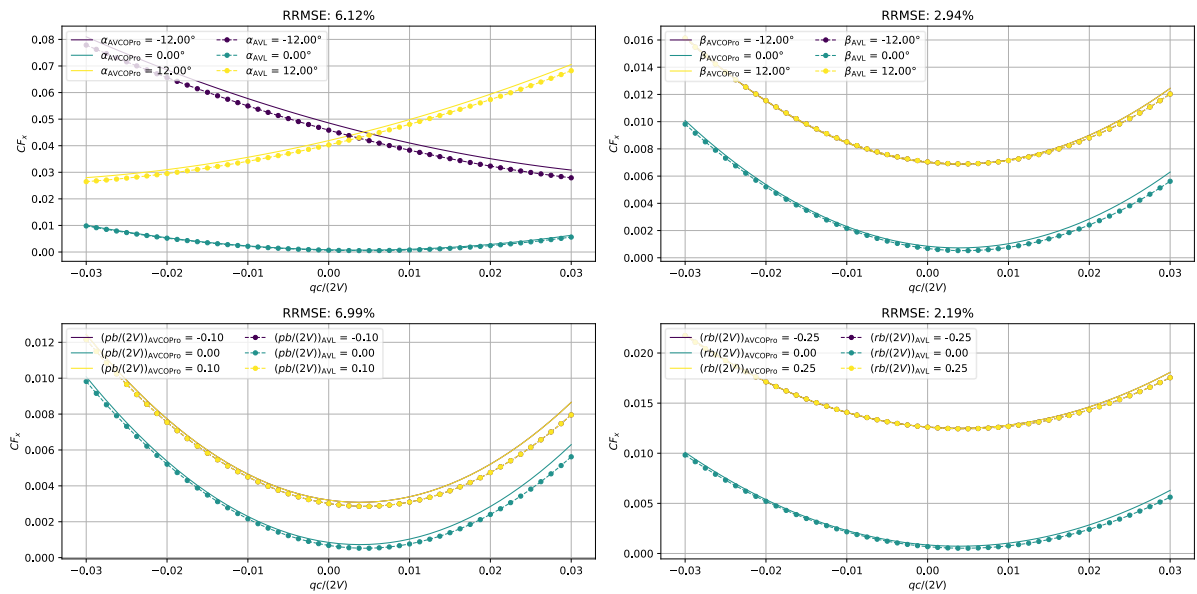 RRMSE: 6.12%
α_AVCOPro = -12.00° α_AVL = -12.00°
α_AVCOPro = 0.00° α_AVL = 0.00°
α_AVCOPro = 12.00° α_AVL = 12.00°
0.08
0.07
0.06
0.05
0.04
0.03
0.02
0.01
0.00
CF_x
−0.03 −0.02 −0.01 0.00 0.01 0.02 0.03
qc/(2V)
RRMSE: 2.94%
β_AVCOPro = -12.00° β_AVL = -12.00°
β_AVCOPro = 0.00° β_AVL = 0.00°
β_AVCOPro = 12.00° β_AVL = 12.00°
0.016
0.014
0.012
0.010
0.008
0.006
0.004
0.002
0.000
CF_x
−0.03 −0.02 −0.01 0.00 0.01 0.02 0.03
qc/(2V)
RRMSE: 6.99%
(pb/(2V))_AVCOPro = -0.10 (pb/(2V))_AVL = -0.10
(pb/(2V))_AVCOPro = 0.00 (pb/(2V))_AVL = 0.00
(pb/(2V))_AVCOPro = 0.10 (pb/(2V))_AVL = 0.10
0.012
0.010
0.008
0.006
0.004
0.002
0.000
CF_x
−0.03 −0.02 −0.01 0.00 0.01 0.02 0.03
qc/(2V)
RRMSE: 2.19%
(rb/(2V))_AVCOPro = -0.25 (rb/(2V))_AVL = -0.25
(rb/(2V))_AVCOPro = 0.00 (rb/(2V))_AVL = 0.00
(rb/(2V))_AVCOPro = 0.25 (rb/(2V))_AVL = 0.25
0.020
0.015
0.010
0.005
0.000
CF_x
−0.03 −0.02 −0.01 0.00 0.01 0.02 0.03
qc/(2V)